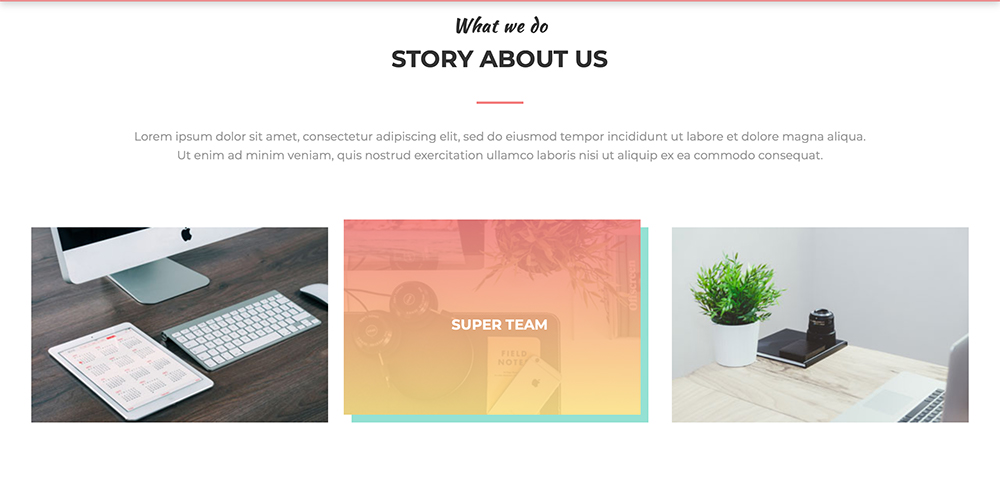 What we do
STORY ABOUT US
Lorem ipsum dolor sit amet, consectetur adipiscing elit, sed do eiusmod tempor incididunt ut labore et dolore magna aliqua.
Ut enim ad minim veniam, quis nostrud exercitation ullamco laboris nisi ut aliquip ex ea commodo consequat.
SUPER TEAM
FIELD
NOTES